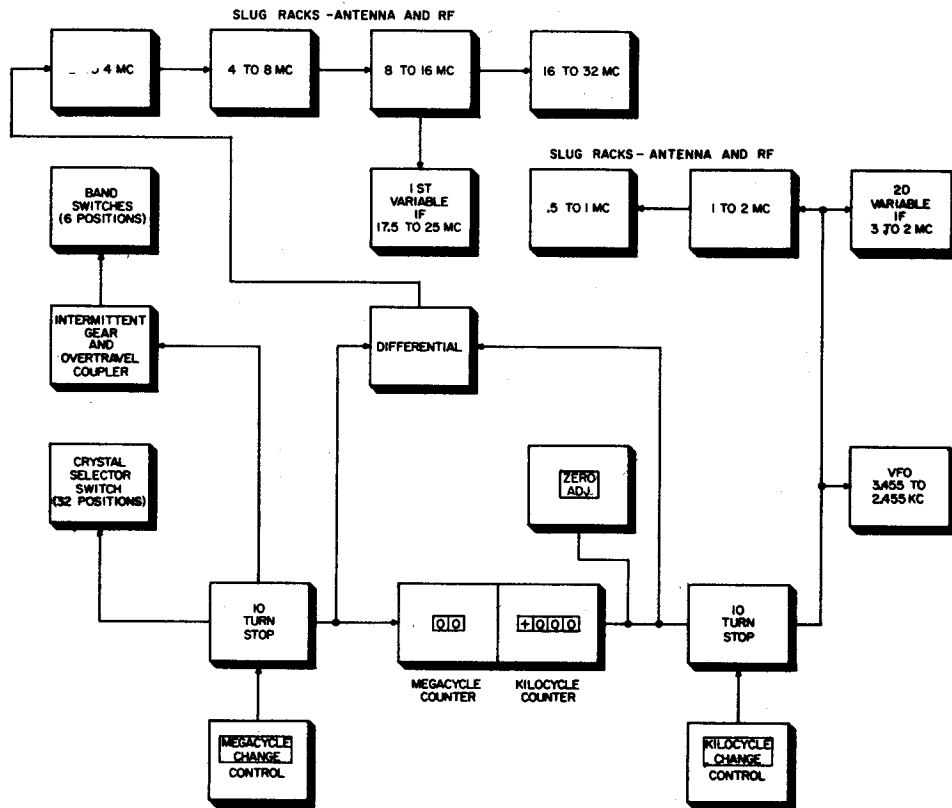 SLUG RACKS - ANTENNA AND RF
4 MC
4 TO 8 MC
8 TO 16 MC
16 TO 32 MC
SLUG RACKS - ANTENNA AND RF
BAND
SWITCHES
(6 POSITIONS)
1 ST
VARIABLE
IF
17.5 TO 25 MC
.5 TO 1 MC
1 TO 2 MC
2D
VARIABLE
IF
3 TO 2 MC
INTERMITTENT
GEAR
AND
OVERTRAVEL
COUPLER
DIFFERENTIAL
CRYSTAL
SELECTOR
SWITCH
(32 POSITIONS)
ZERO
ADJ.
VFO
3,455 TO
2,455 KC
10
TURN
STOP
00
+000
10
TURN
STOP
MEGACYCLE
COUNTER
KILOCYCLE
COUNTER
MEGACYCLE
CHANGE
CONTROL
KILOCYCLE
CHANGE
CONTROL